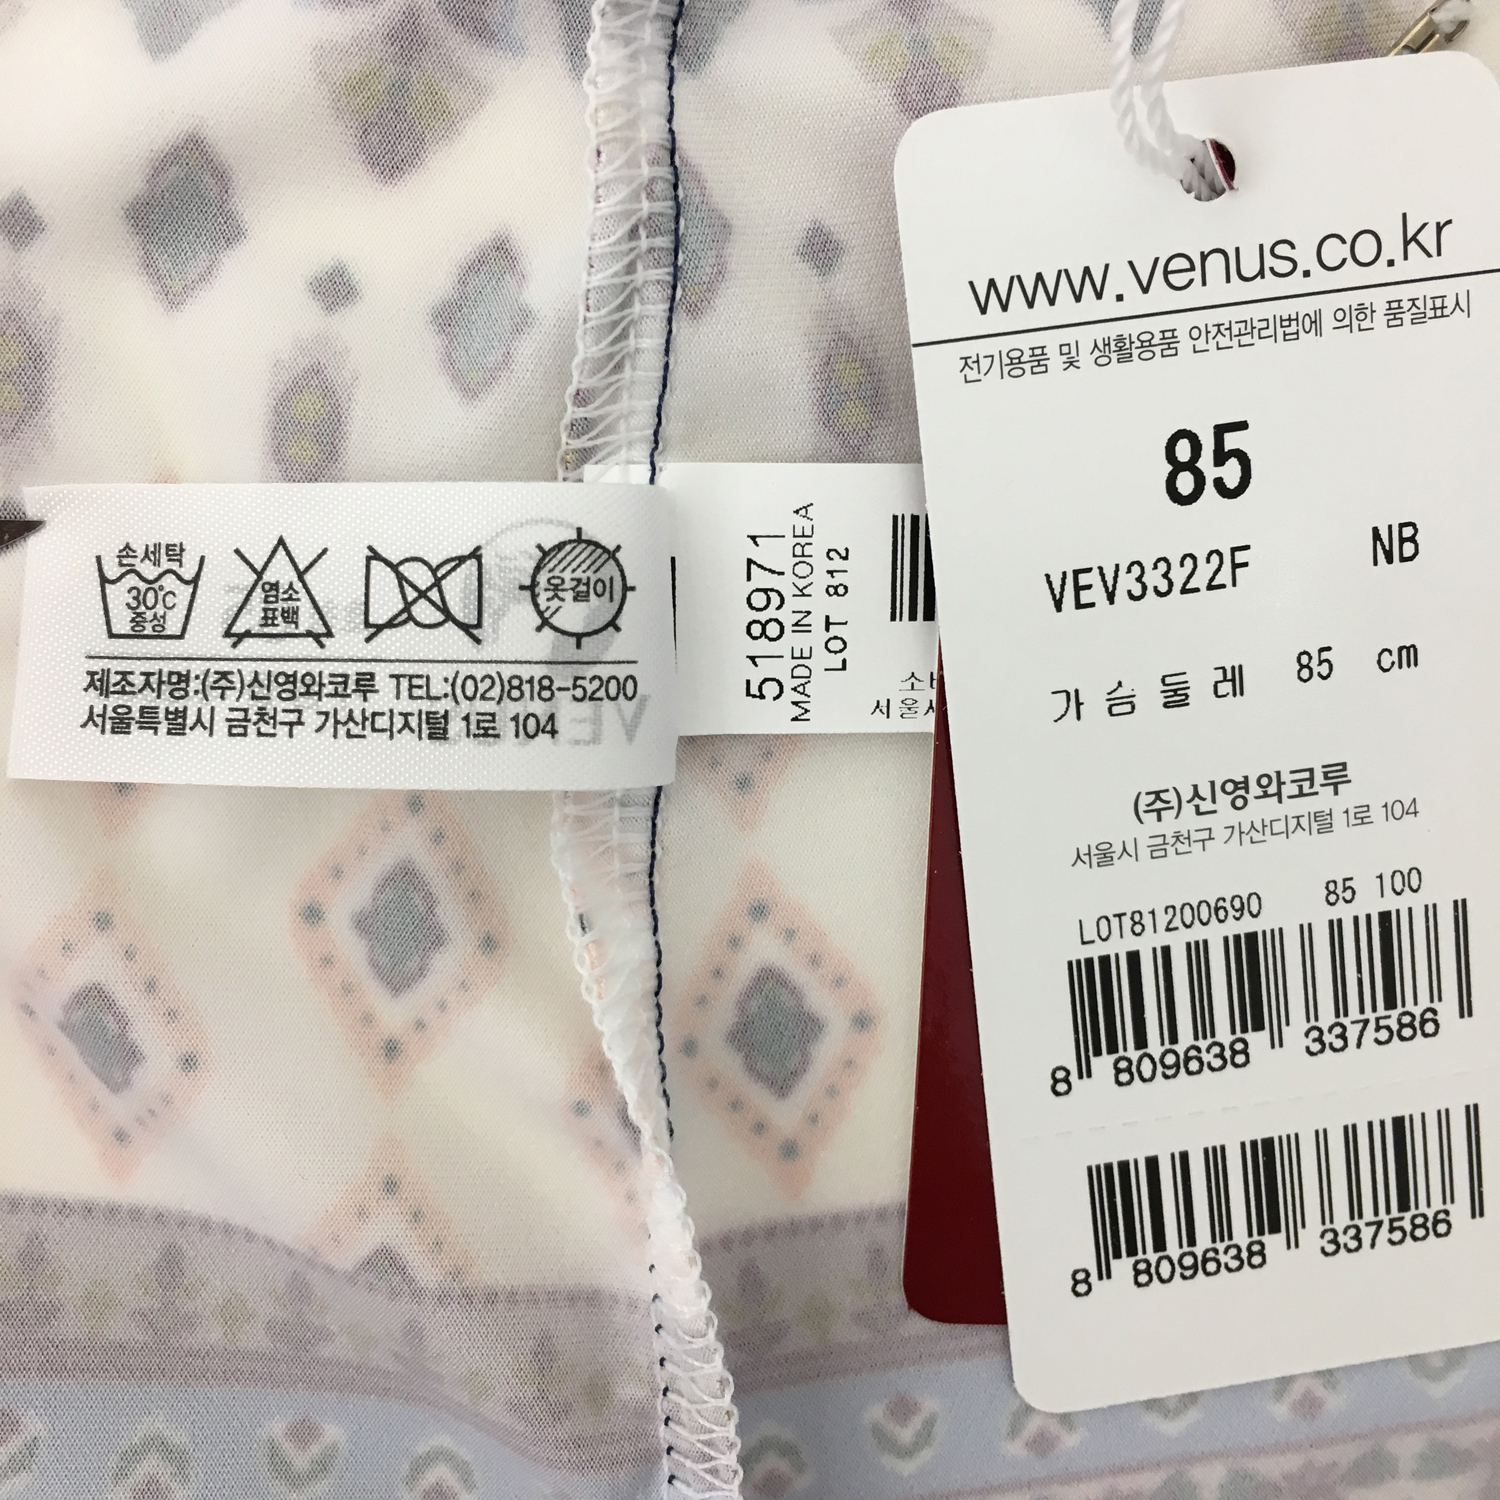 손세탁
30℃
중성
염소
표백
옷걸이
제조자명:(주)신영와코루 TEL:(02)818-5200
서울특별시 금천구 가산디지털 1로 104
518971
MADE IN KOREA
LOT 812
서울
www.venus.co.kr
전기용품 및 생활용품 안전관리법에 의한 품질표시
85
VEV3322F NB
가슴둘레 85 cm
(주)신영와코루
서울시 금천구 가산디지털 1로 104
LOT81200690 85 100
8 809638 337586
8 809638 337586